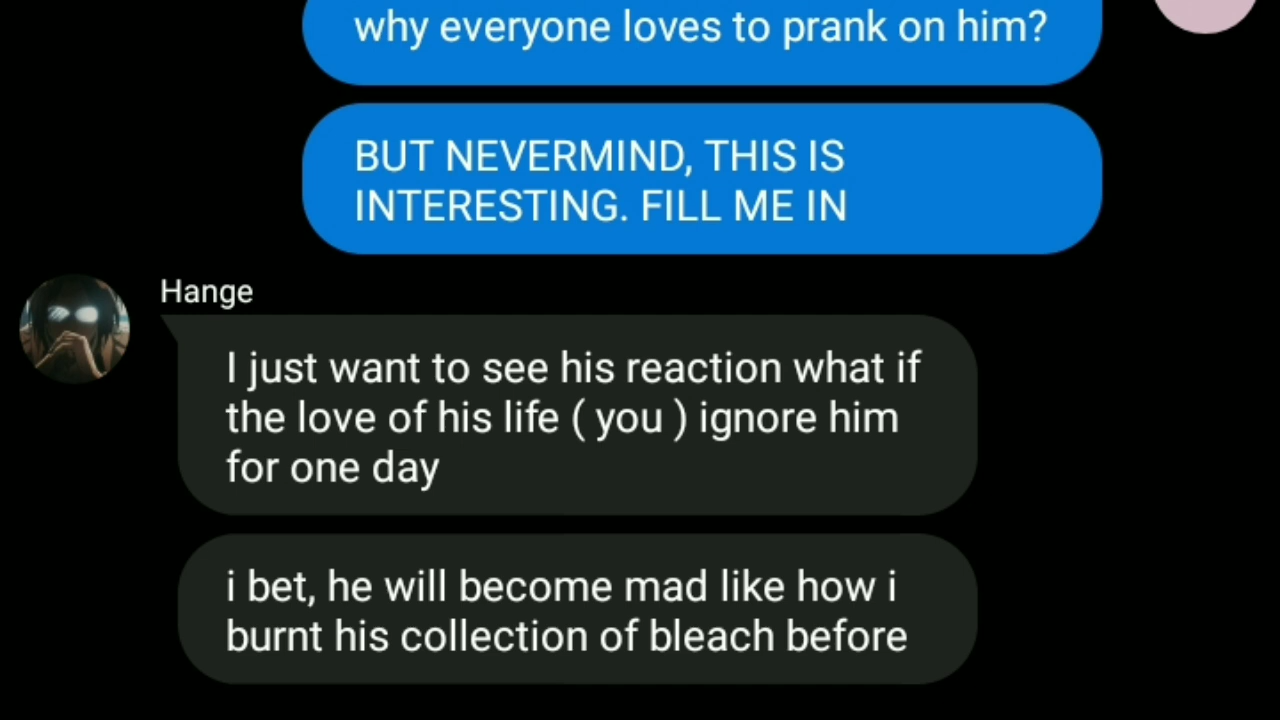 why everyone loves to prank on him?
BUT NEVERMIND, THIS IS
INTERESTING. FILL ME IN
Hange
I just want to see his reaction what if
the love of his life ( you ) ignore him
for one day
i bet, he will become mad like how i
burnt his collection of bleach before